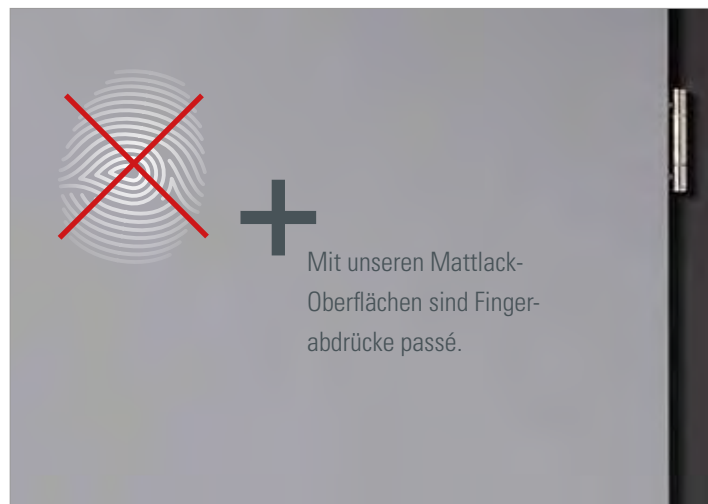 Mit unseren Mattlack-
Oberflächen sind Finger-
abdrücke passé.